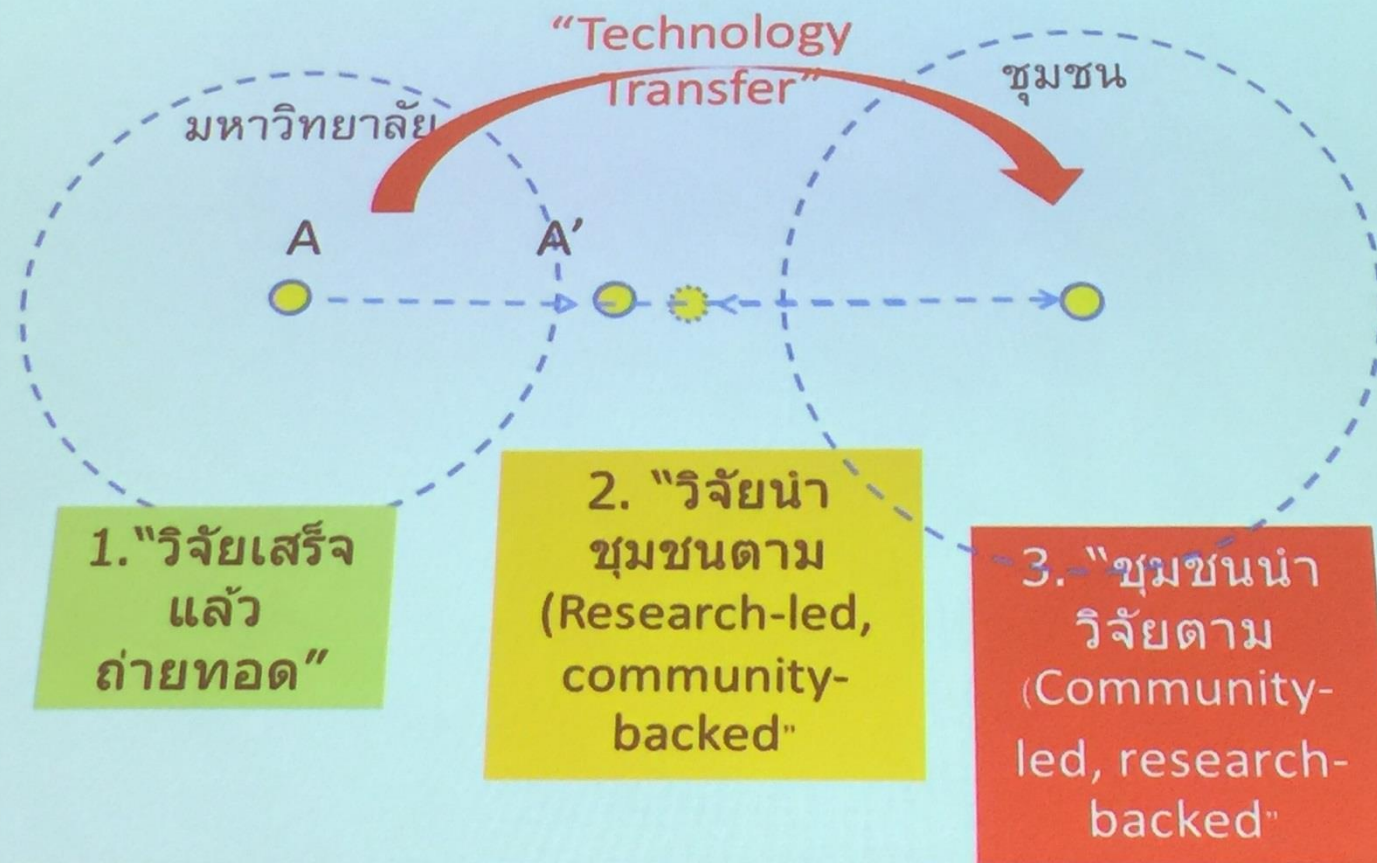 “Technology
Transfer”
มหาวิทยาลัย
ชุมชน
A
A’
1.“วิจัยเสร็จ
แล้ว
ถ่ายทอด”
2. “วิจัยนำ
ชุมชนตาม
(Research-led,
community-
backed”
3. “ชุมชนนำ
วิจัยตาม
(Community-
led, research-
backed”